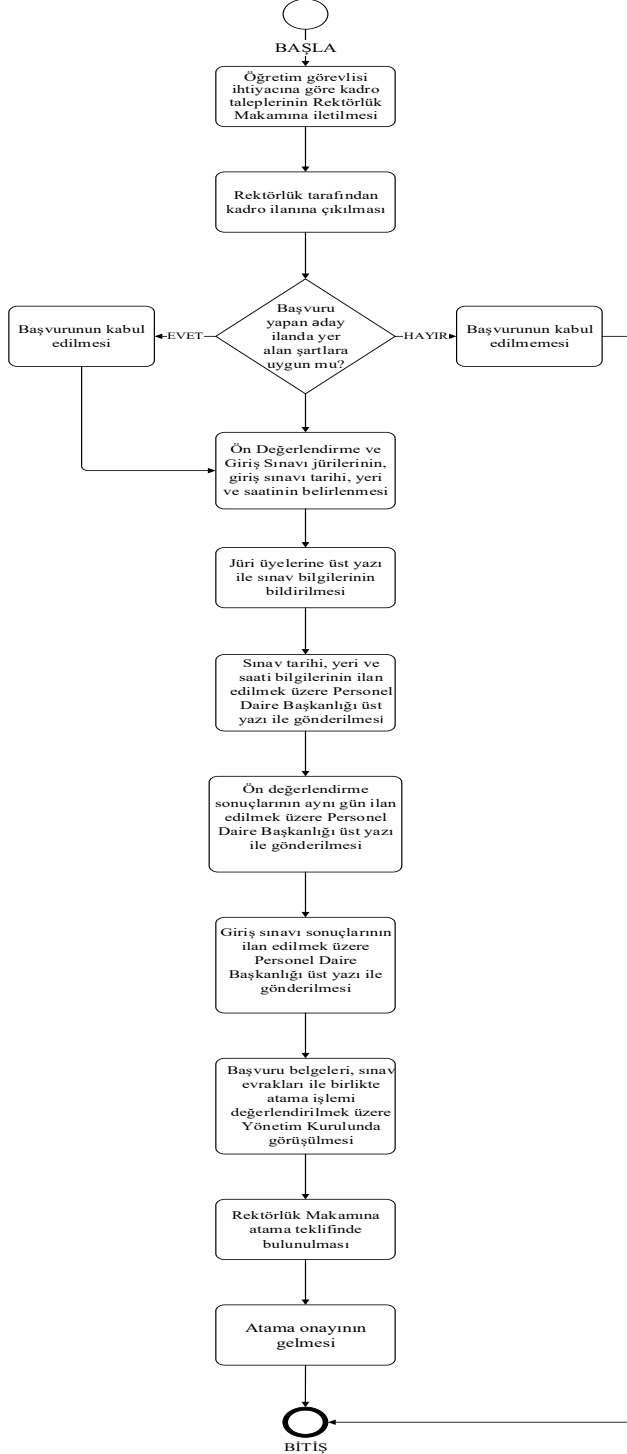 BAŞLA
Öğretim görevlisi
ihtiyacına göre kadro
taleplerinin Rektörlük
Makamına iletilmesi
Rektörlük tarafından
kadro ilanına çıkılması
Başvuru
yapan aday
ilanda yer
alan şartlara
uygun mu?
EVET
HAYIR
Başvurunun kabul
edilmesi
Başvurunun kabul
edilmemesi
Ön Değerlendirme ve
Giriş Sınavı jürilerinin,
giriş sınavı tarihi, yeri
ve saatinin belirlenmesi
Jüri üyelerine üst yazı
ile sınav bilgilerinin
bildirilmesi
Sınav tarihi, yeri ve
saati bilgilerinin ilan
edilmek üzere Personel
Daire Başkanlığı üst
yazı ile gönderilmesi
Ön değerlendirme
sonuçlarının aynı gün ilan
edilmek üzere Personel
Daire Başkanlığı üst yazı
ile gönderilmesi
Giriş sınavı sonuçlarının
ilan edilmek üzere
Personel Daire
Başkanlığı üst yazı ile
gönderilmesi
Başvuru belgeleri, sınav
evrakları ile birlikte
atama işlemi
değerlendirilmek üzere
Yönetim Kurulunda
görüşülmesi
Rektörlük Makamına
atama teklifinde
bulunulması
Atama onayının
gelmesi
BİTİŞ